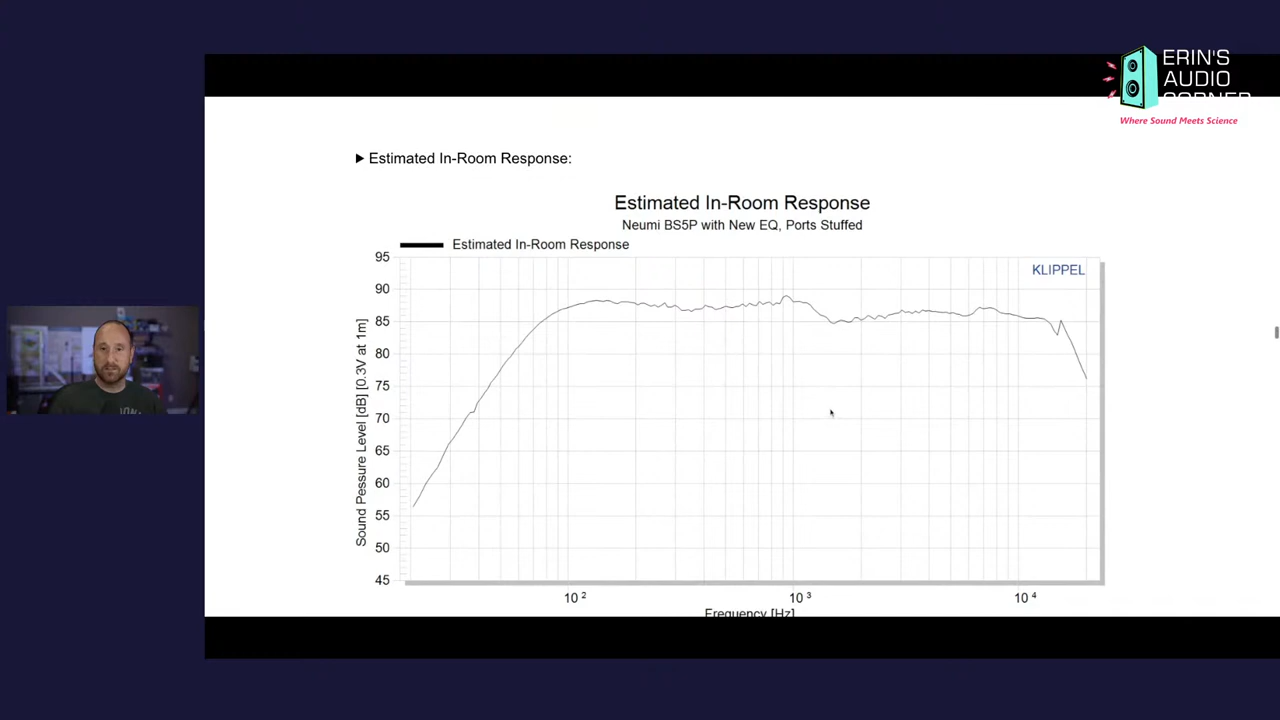 ERIN'S
AUDIO
CORNER
Where Sound Meets Science
▶ Estimated In-Room Response:
Estimated In-Room Response
Neumi BS5P with New EQ, Ports Stuffed
Estimated In-Room Response
KLIPPEL
95
90
85
80
75
70
65
60
55
50
45
Sound Pessure Level [dB] [0.3V at 1m]
10 2
10 3
10 4
Frequency [Hz]